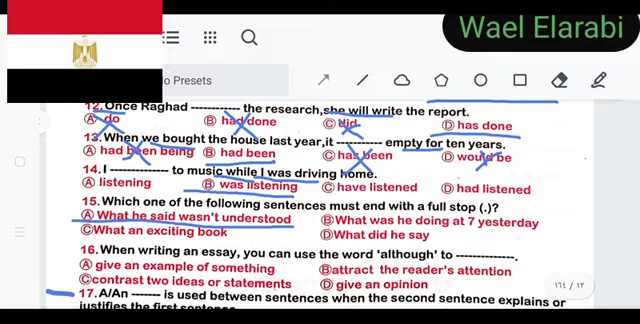 Wael Elarabi
o Presets
12. Once Raghad ------------ the research,she will write the report.
Ⓐ do Ⓑ had done Ⓒ did Ⓓ has done
13. When we bought the house last year,it ----------- empty for ten years.
Ⓐ had been being Ⓑ had been Ⓒ has been Ⓓ would be
14. I -------------- to music while I was driving home.
Ⓐ listening Ⓑ was listening Ⓒ have listened Ⓓ had listened
15. Which one of the following sentences must end with a full stop (.)?
Ⓐ What he said wasn't understood Ⓑ What was he doing at 7 yesterday
Ⓒ What an exciting book Ⓓ What did he say
16. When writing an essay, you can use the word 'although' to --------------.
Ⓐ give an example of something Ⓑ attract the reader's attention
Ⓒ contrast two ideas or statements Ⓓ give an opinion
١٦٤ / ١٢
17. A/An ------- is used between sentences when the second sentence explains or
justifies the first sentence.